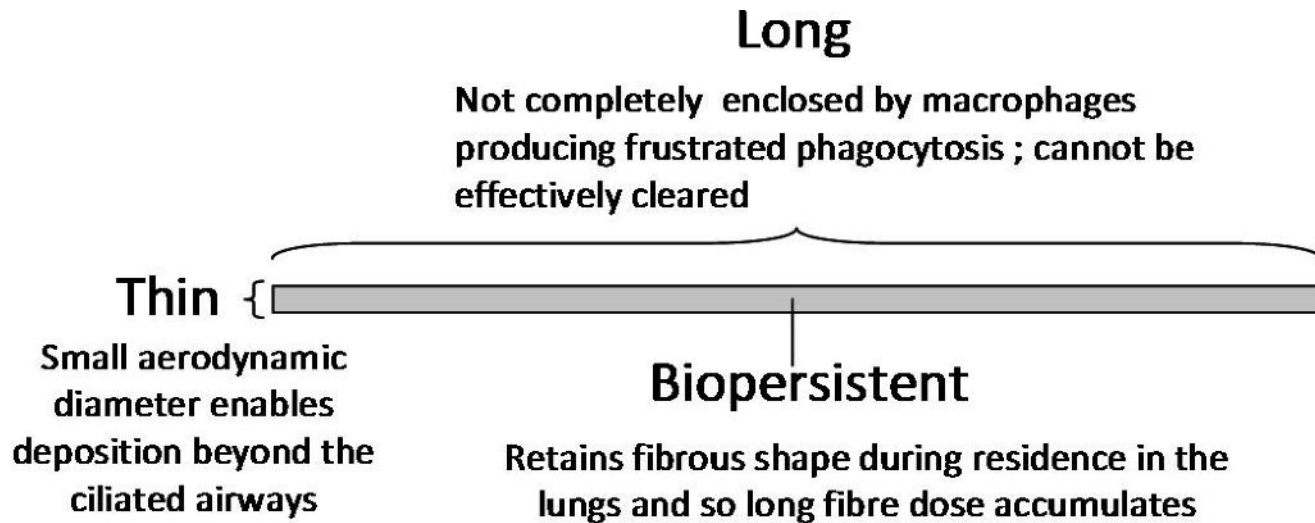 Long
Not completely enclosed by macrophages
producing frustrated phagocytosis ; cannot be
effectively cleared
Thin
Small aerodynamic
diameter enables
deposition beyond the
ciliated airways
Biopersistent
Retains fibrous shape during residence in the
lungs and so long fibre dose accumulates